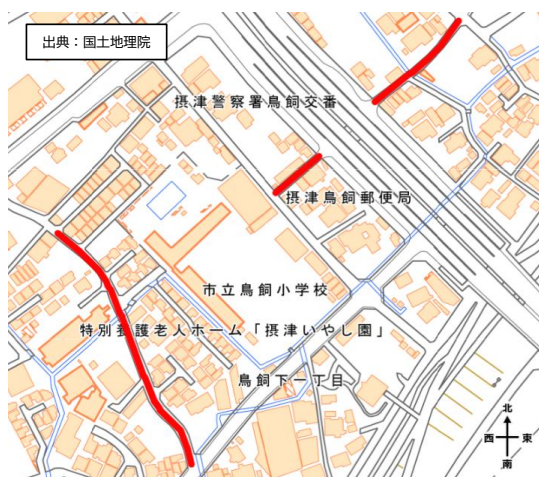 出典：国土地理院
摂津警察署鳥飼交番
摂津鳥飼郵便局
市立鳥飼小学校
特別養護老人ホーム「摂津いやし園」
鳥飼下一丁目
北
西 東
南